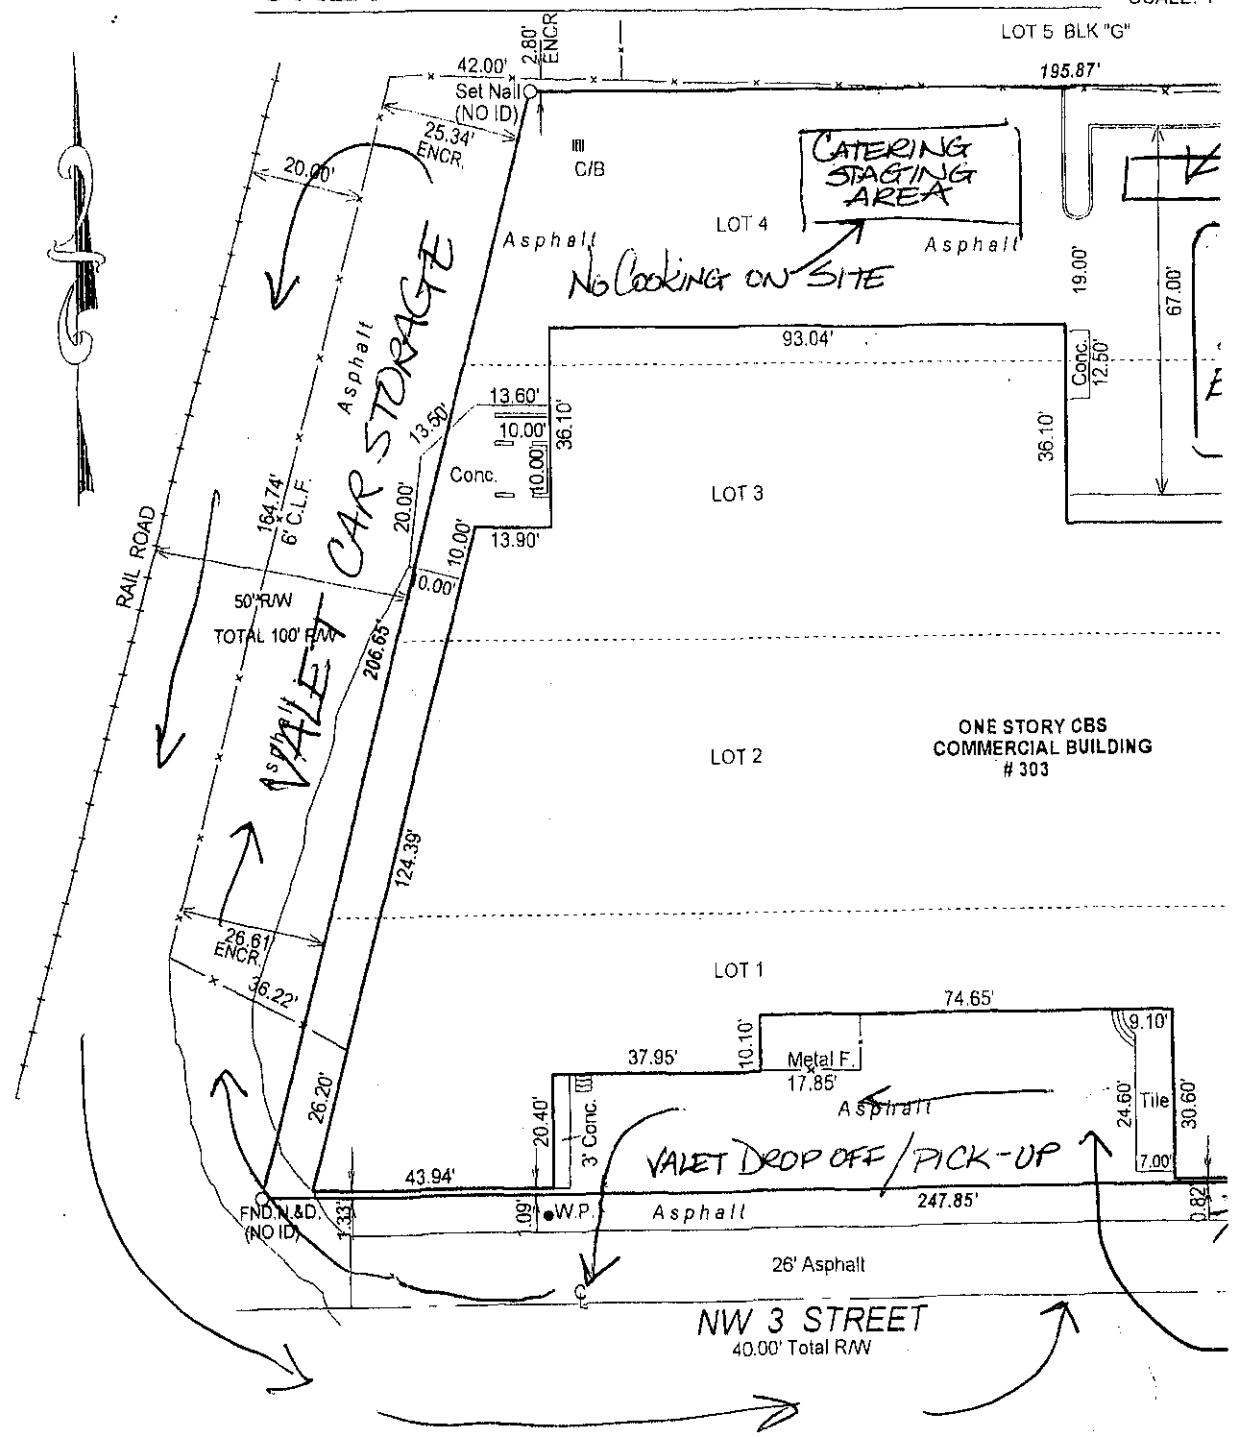 LOT 5 BLK "G"
2.80'
ENCR
42.00'
195.87'
Set Nail
(NO ID)
25.34'
ENCR.
20.00'
C/B
CATERING
STAGING
AREA
LOT 4
Asphalt
Asphalt
No Cooking on Site
19.00'
67.00'
93.04'
Conc.
12.50'
Asphalt
VALET CAR STORAGE
13.60'
13.50'
10.00'
36.10'
10.00'
36.10'
Conc.
LOT 3
164.74'
6' C.L.F.
20.00'
10.00'
13.90'
RAIL ROAD
0.00'
50' R/W
TOTAL 100' R/W
206.65'
Asphalt
ONE STORY CBS
COMMERCIAL BUILDING
# 303
LOT 2
124.39'
26.61'
ENCR.
36.22'
LOT 1
74.65'
9.10'
10.10'
37.95'
Metal F.
17.85'
26.20'
20.40'
3' Conc.
Asphalt
24.60'
Tile
30.60'
VALET DROP OFF / PICK-UP
7.00'
43.94'
247.85'
FND.N.&D.
(NO ID)
1.33'
1.09'
W.P.
Asphalt
0.82'
26' Asphalt
NW 3 STREET
40.00' Total R/W